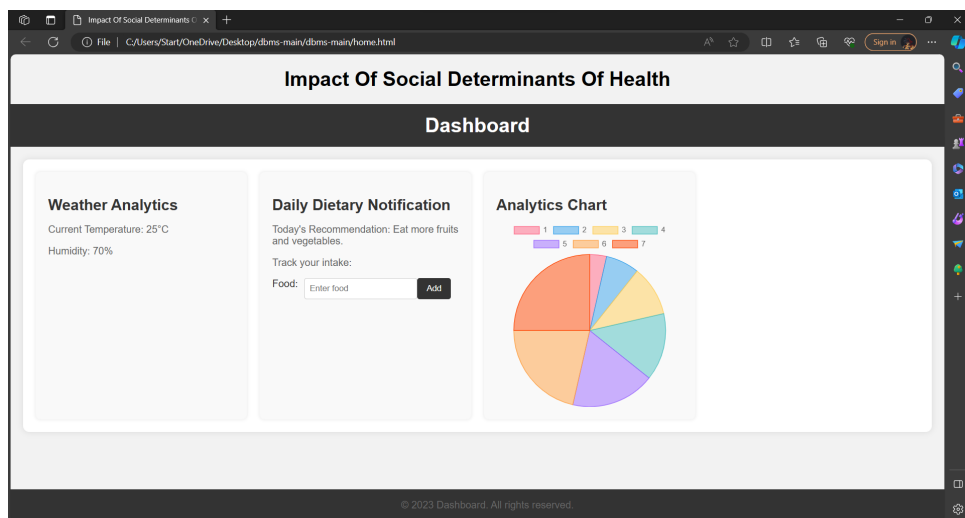 Impact Of Social Determinants O
File | C:/Users/Start/OneDrive/Desktop/dbms-main/dbms-main/home.html
Sign in
Impact Of Social Determinants Of Health
Dashboard
Weather Analytics
Current Temperature: 25°C
Humidity: 70%
Daily Dietary Notification
Today's Recommendation: Eat more fruits
and vegetables.
Track your intake:
Food: Enter food Add
Analytics Chart
1 2 3 4
5 6 7
© 2023 Dashboard. All rights reserved.